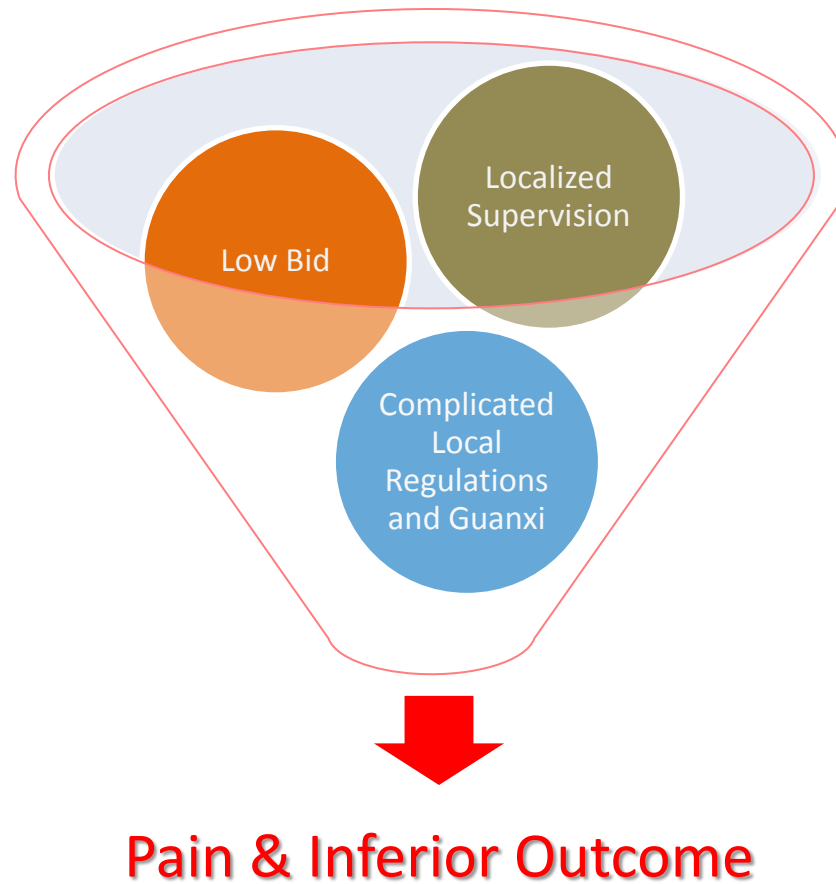 Localized
Supervision
Low Bid
Complicated
Local
Regulations
and Guanxi
Pain & Inferior Outcome